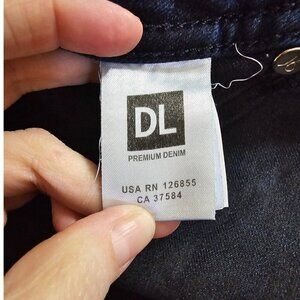 DL
PREMIUM DENIM
USA RN 126855
CA 37584